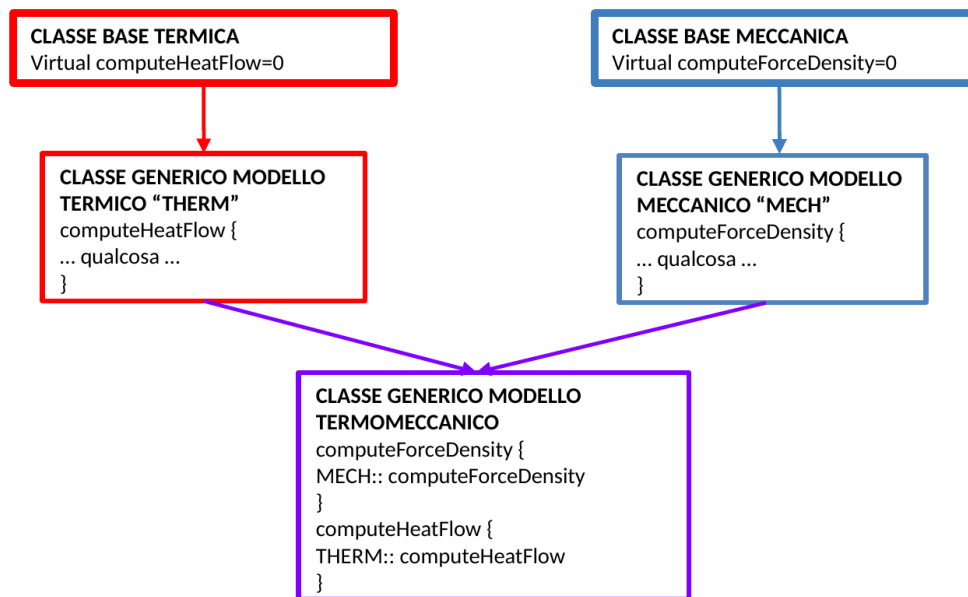 CLASSE BASE TERMICA
Virtual computeHeatFlow=0
CLASSE BASE MECCANICA
Virtual computeForceDensity=0
CLASSE GENERICO MODELLO
TERMICO “THERM”
computeHeatFlow {
… qualcosa …
}
CLASSE GENERICO MODELLO
MECCANICO “MECH”
computeForceDensity {
… qualcosa …
}
CLASSE GENERICO MODELLO
TERMOMECCANICO
computeForceDensity {
MECH:: computeForceDensity
}
computeHeatFlow {
THERM:: computeHeatFlow
}